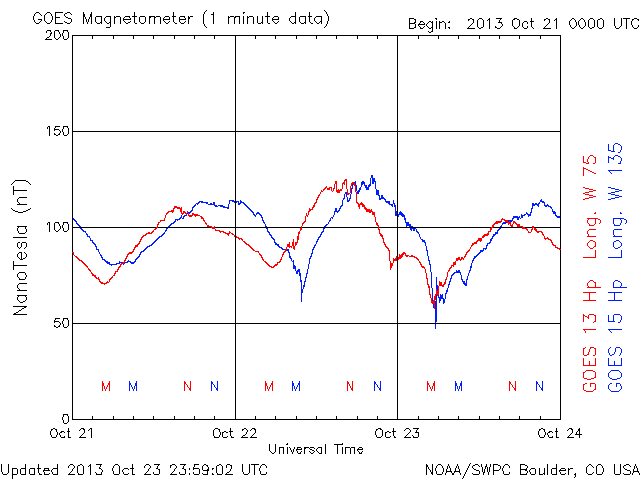 GOES Magnetometer (1 minute data)
Begin: 2013 Oct 21 0000 UTC
200
150
100
50
0
NanoTesla (nT)
M M N N M M N N M M N N
Oct 21 Oct 22 Oct 23 Oct 24
Universal Time
GOES 13 Hp Long. W 75
GOES 15 Hp Long. W 135
Updated 2013 Oct 23 23:59:02 UTC
NOAA/SWPC Boulder, CO USA